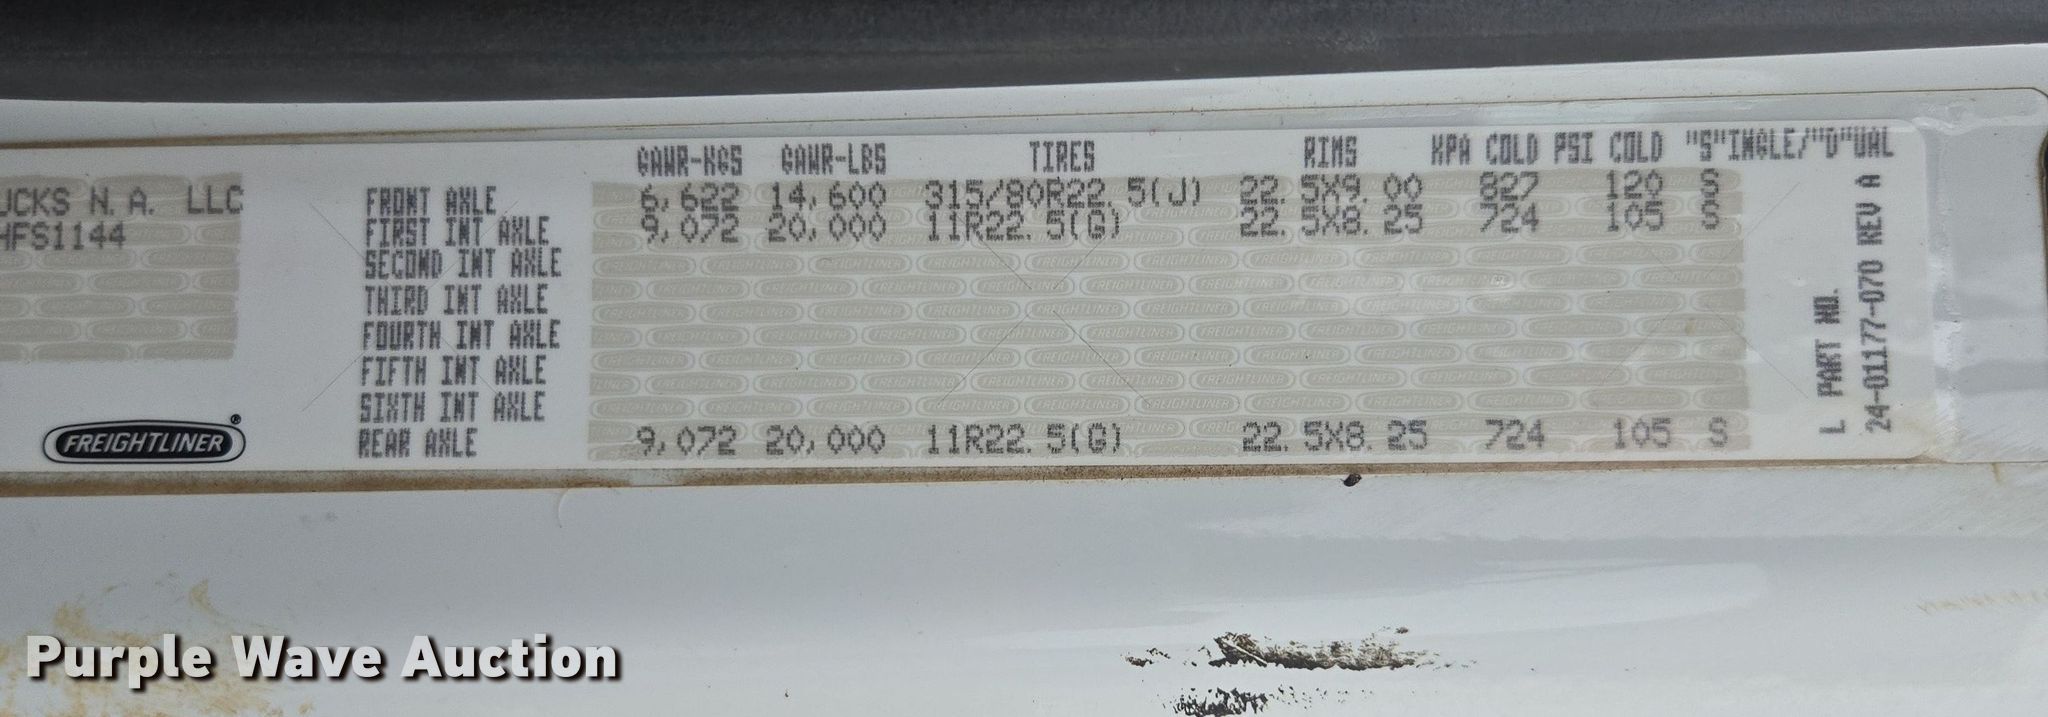 GAWR-KGS GAWR-LBS TIRES RIMS KPA COLD PSI COLD "S"INGLE/"D"UAL
UCKS N.A. LLC
HFS1144
FRONT AXLE 6,622 14,600 315/80R22.5(J) 22.5X9.00 827 120 S
FIRST INT AXLE 9,072 20,000 11R22.5(G) 22.5X8.25 724 105 S
SECOND INT AXLE
THIRD INT AXLE
FOURTH INT AXLE
FIFTH INT AXLE
SIXTH INT AXLE
REAR AXLE 9,072 20,000 11R22.5(G) 22.5X8.25 724 105 S
FREIGHTLINER®
L PART NO.
24-01177-070 REV A
Purple Wave Auction